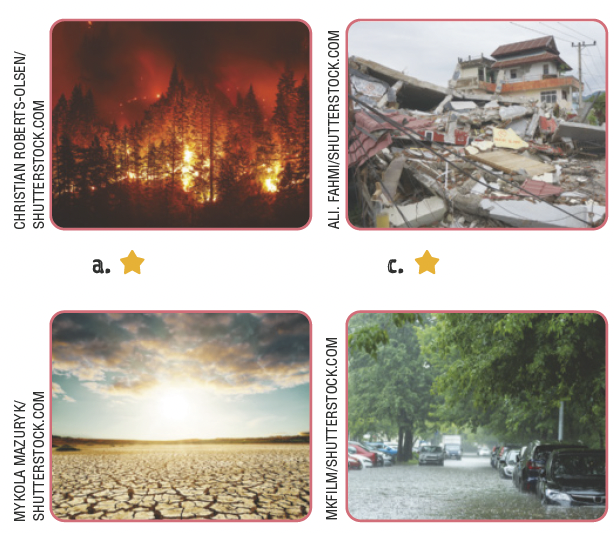 CHRISTIAN ROBERTS-OLSEN/
SHUTTERSTOCK.COM
ALI. FAHMI/SHUTTERSTOCK.COM
a.
c.
MYKOLA MAZURYK/
SHUTTERSTOCK.COM
MKFILM/SHUTTERSTOCK.COM